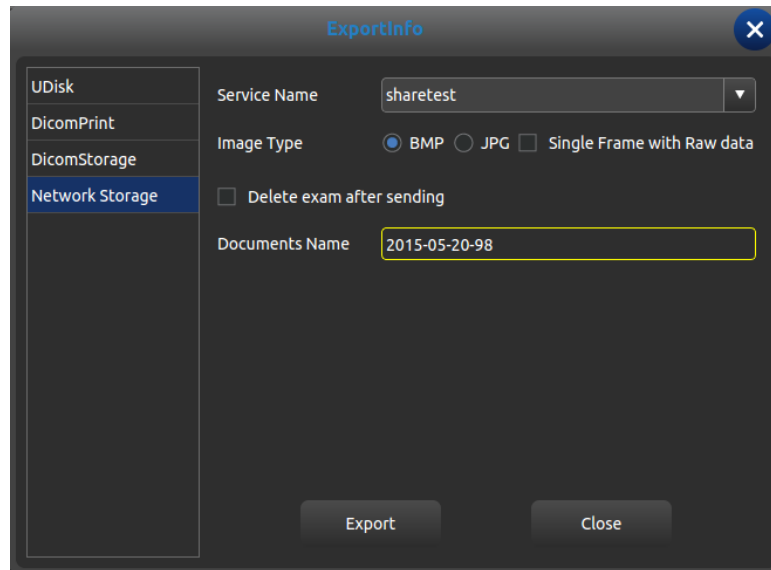 ExportInfo
UDisk
DicomPrint
DicomStorage
Network Storage
Service Name sharetest
Image Type BMP JPG Single Frame with Raw data
Delete exam after sending
Documents Name 2015-05-20-98
Export Close